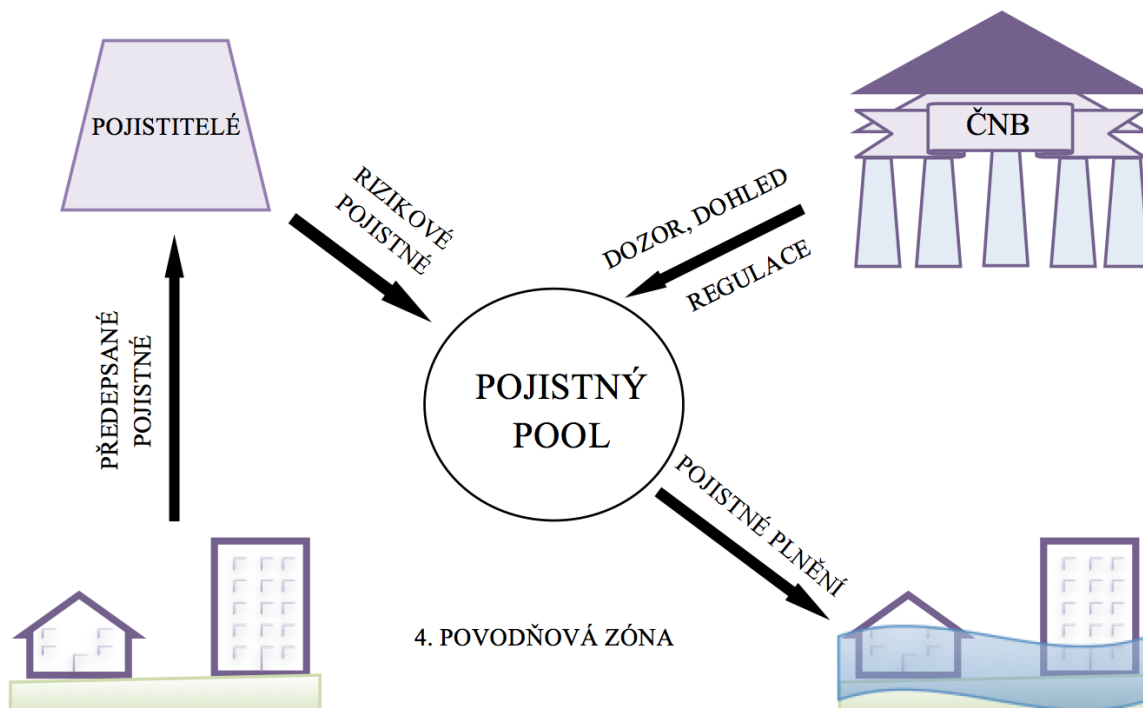 POJISTITELÉ
ČNB
RIZIKOVÉ
POJISTNÉ
DOZOR, DOHLED
REGULACE
PŘEDEPSANÉ
POJISTNÉ
POJISTNÝ
POOL
POJISTNÉ PLNĚNÍ
4. POVODŇOVÁ ZÓNA